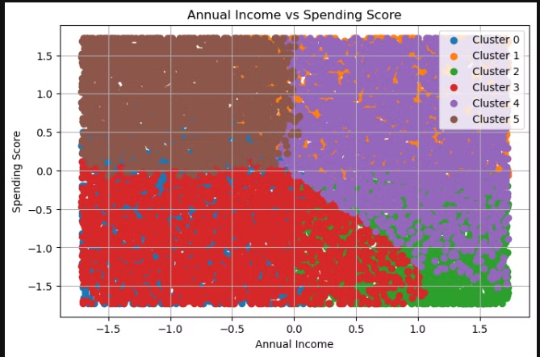 Annual Income vs Spending Score
Cluster 0
Cluster 1
Cluster 2
Cluster 3
Cluster 4
Cluster 5
1.5
1.0
0.5
0.0
−0.5
−1.0
−1.5
Spending Score
−1.5 −1.0 −0.5 0.0 0.5 1.0 1.5
Annual Income